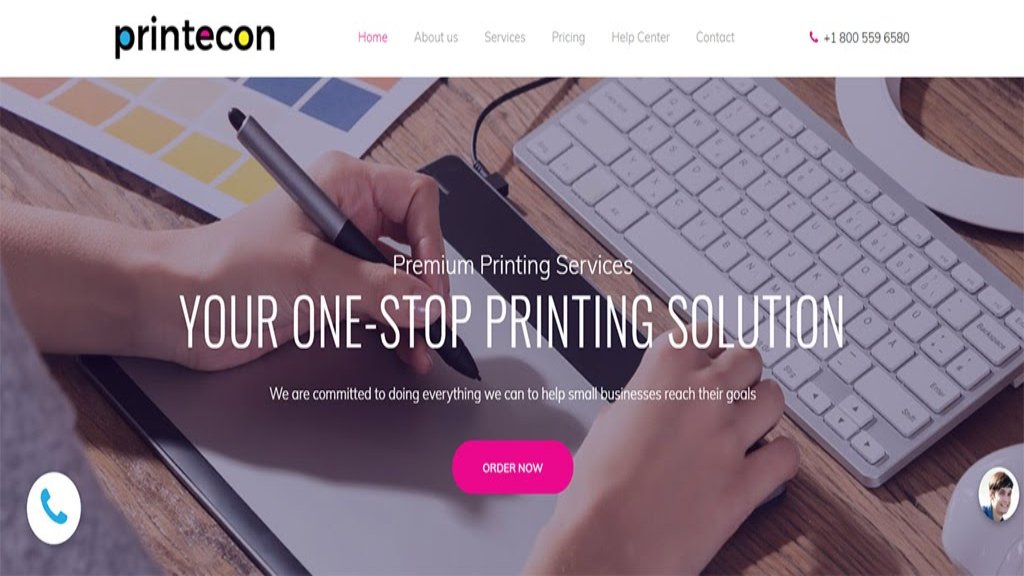 printecon
Home About us Services Pricing Help Center Contact
+1 800 559 6580
Premium Printing Services
YOUR ONE-STOP PRINTING SOLUTION
We are committed to doing everything we can to help small businesses reach their goals
ORDER NOW